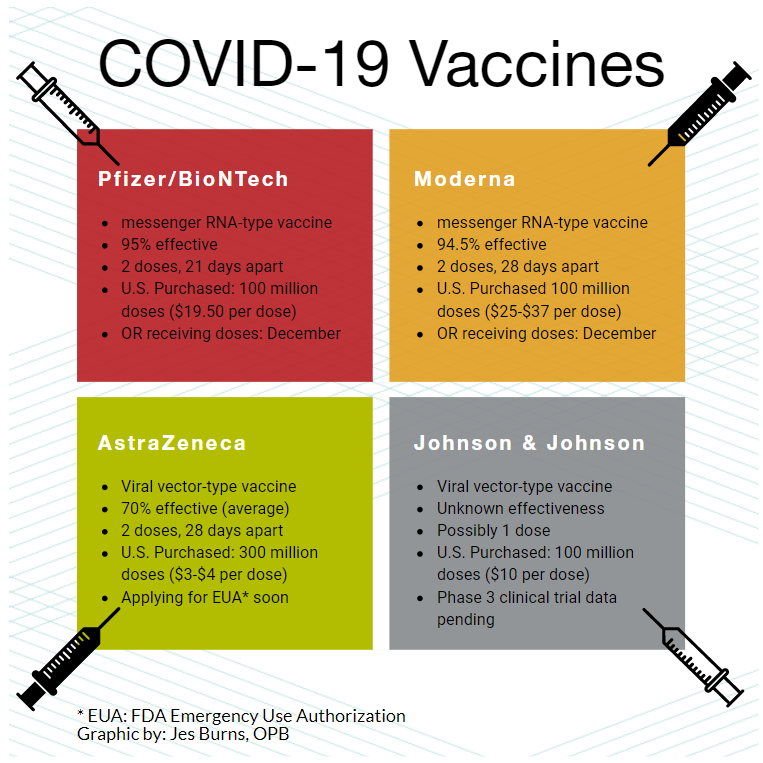 COVID-19 Vaccines
Pfizer/BioNTech
• messenger RNA-type vaccine
• 95% effective
• 2 doses, 21 days apart
• U.S. Purchased: 100 million
doses ($19.50 per dose)
• OR receiving doses: December
Moderna
• messenger RNA-type vaccine
• 94.5% effective
• 2 doses, 28 days apart
• U.S. Purchased 100 million
doses ($25-$37 per dose)
• OR receiving doses: December
AstraZeneca
• Viral vector-type vaccine
• 70% effective (average)
• 2 doses, 28 days apart
• U.S. Purchased: 300 million
doses ($3-$4 per dose)
• Applying for EUA* soon
Johnson & Johnson
• Viral vector-type vaccine
• Unknown effectiveness
• Possibly 1 dose
• U.S. Purchased: 100 million
doses ($10 per dose)
• Phase 3 clinical trial data
pending
* EUA: FDA Emergency Use Authorization
Graphic by: Jes Burns, OPB